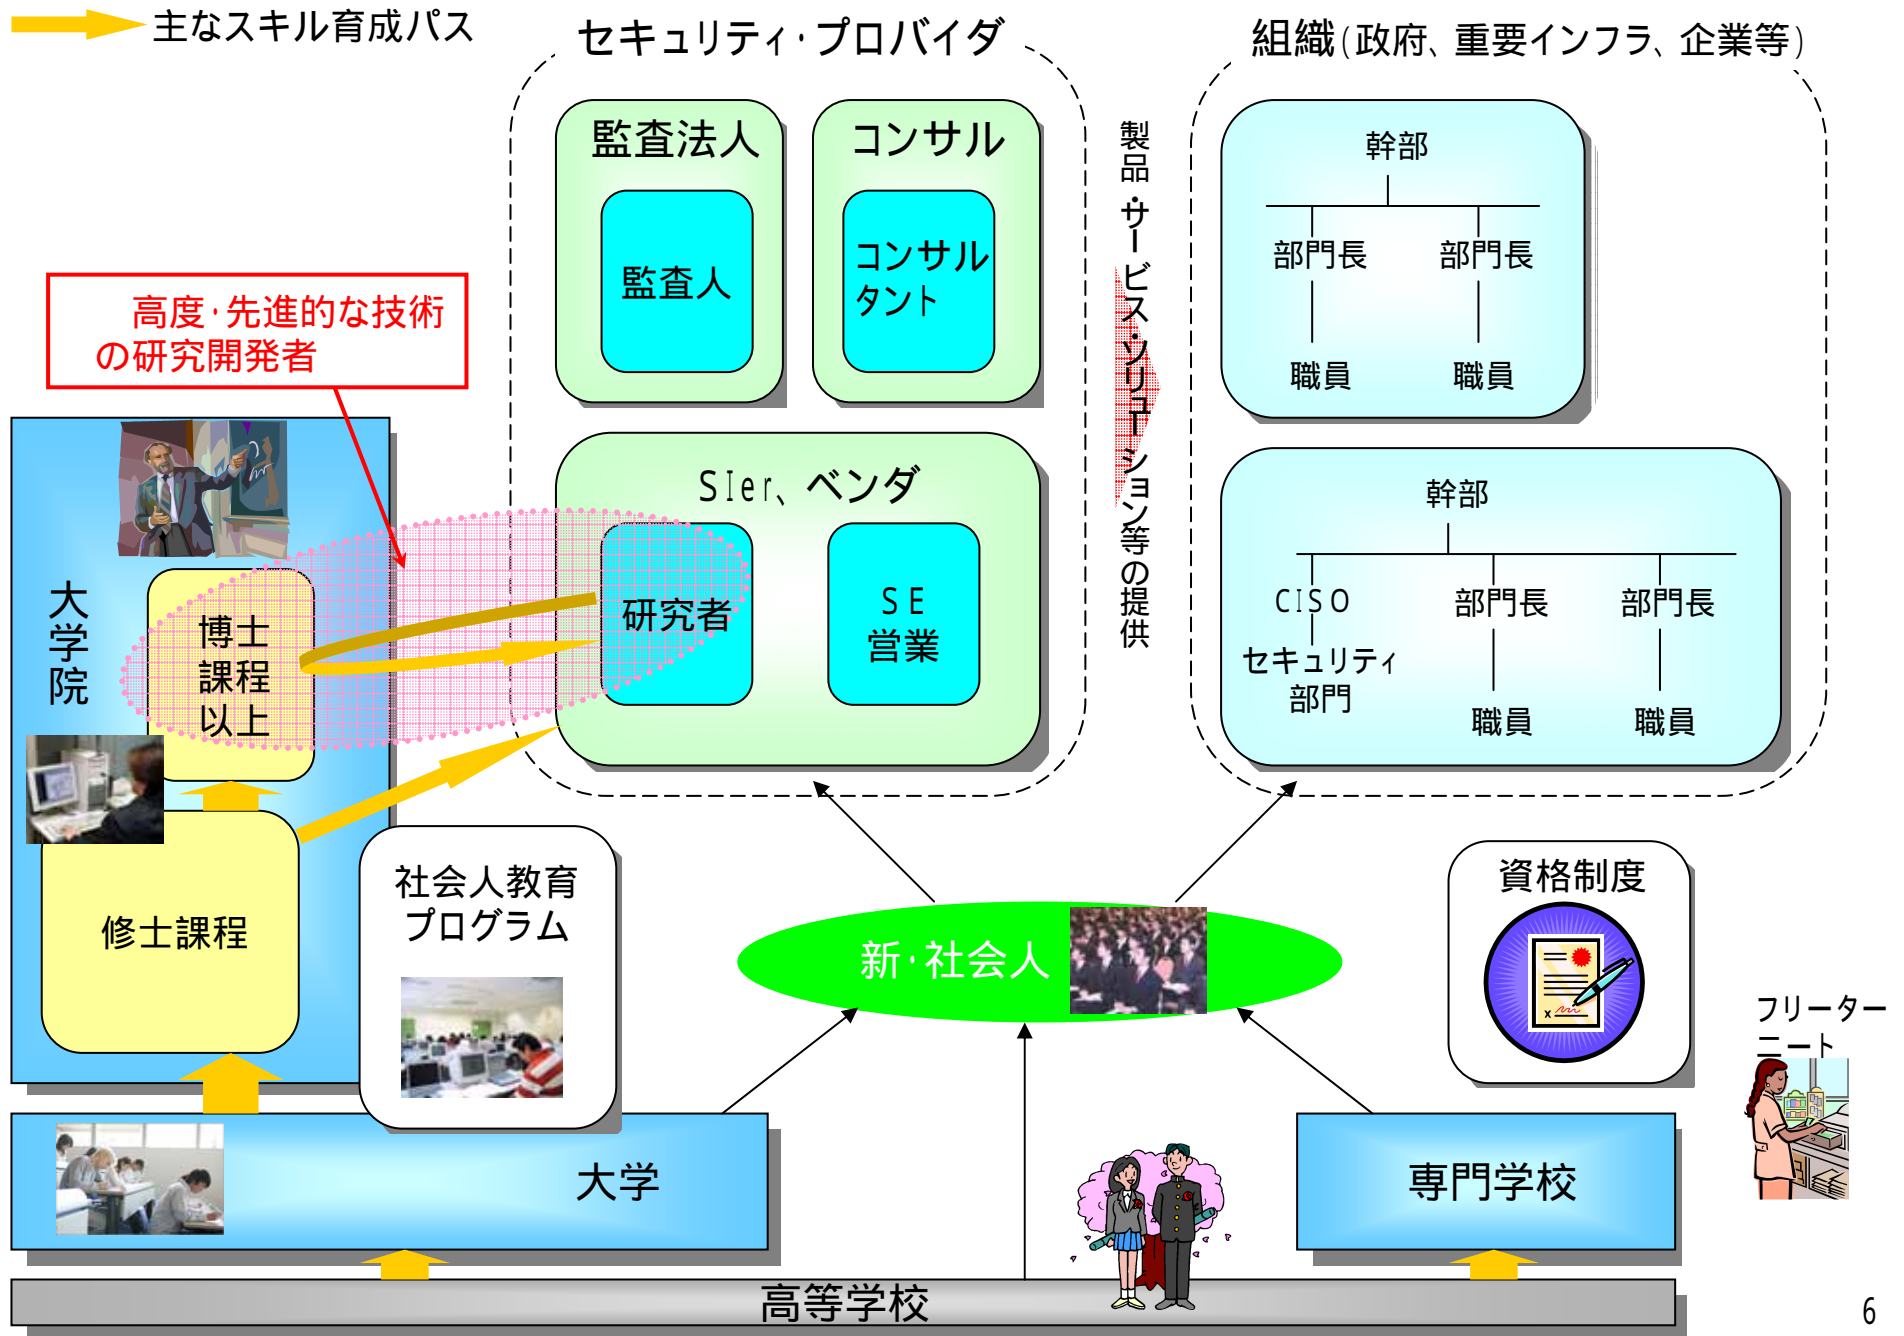 主なスキル育成パス
セキュリティ・プロバイダ
組織(政府、重要インフラ、企業等)
監査法人
監査人
コンサル
コンサル
タント
製品・サービス・ソリューション等の提供
幹部
部門長 部門長
職員 職員
高度・先進的な技術
の研究開発者
SIer、ベンダ
研究者
SE
営業
幹部
CISO 部門長 部門長
セキュリティ
部門
職員 職員
大学院
博士
課程
以上
修士課程
社会人教育
プログラム
新・社会人
資格制度
x
フリーター
ニート
大学
専門学校
高等学校
6